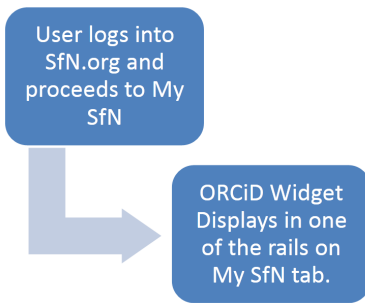 User logs into
SfN.org and
proceeds to My
SfN
ORCiD Widget
Displays in one
of the rails on
My SfN tab.